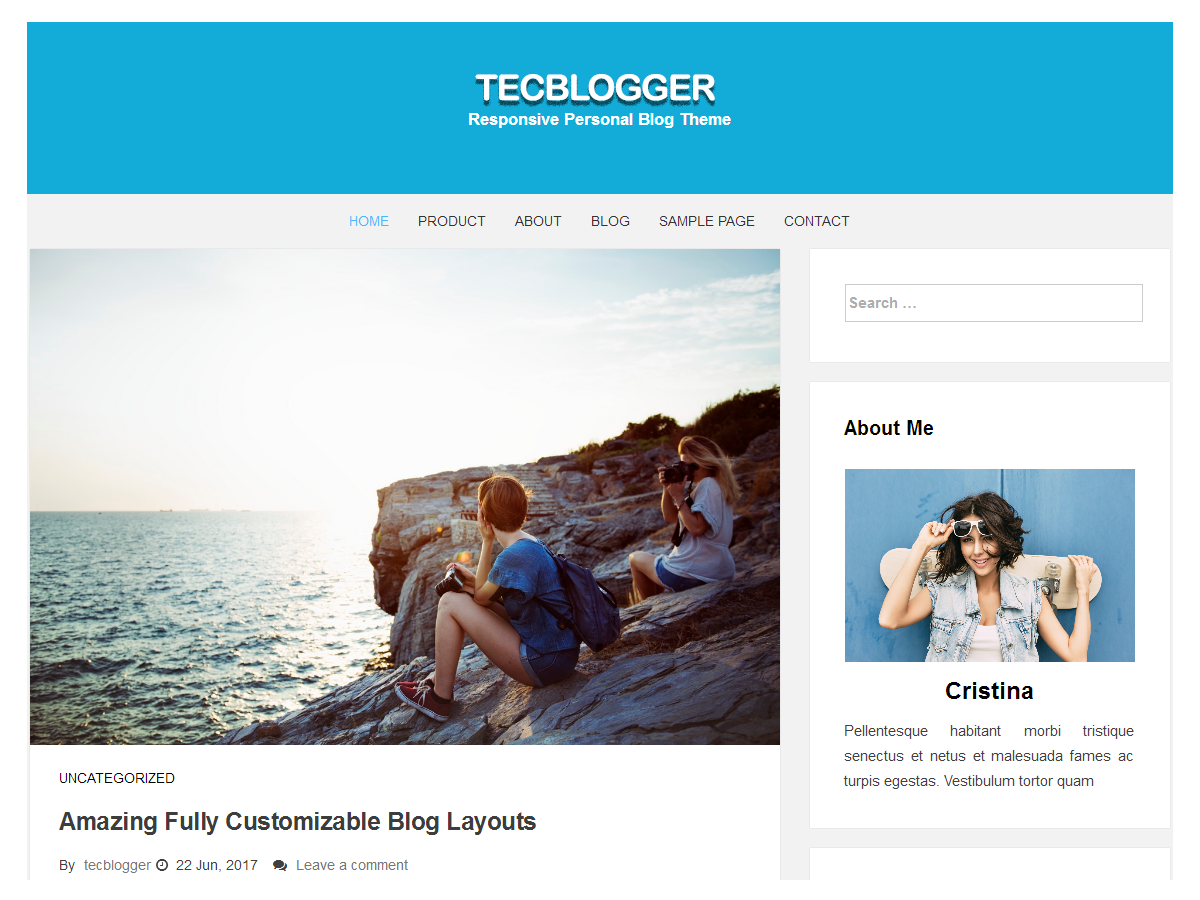 TECBLOGGER
Responsive Personal Blog Theme
HOME PRODUCT ABOUT BLOG SAMPLE PAGE CONTACT
UNCATEGORIZED
Amazing Fully Customizable Blog Layouts
By tecblogger 22 Jun, 2017 Leave a comment
Search ...
About Me
Cristina
Pellentesque habitant morbi tristique
senectus et netus et malesuada fames ac
turpis egestas. Vestibulum tortor quam